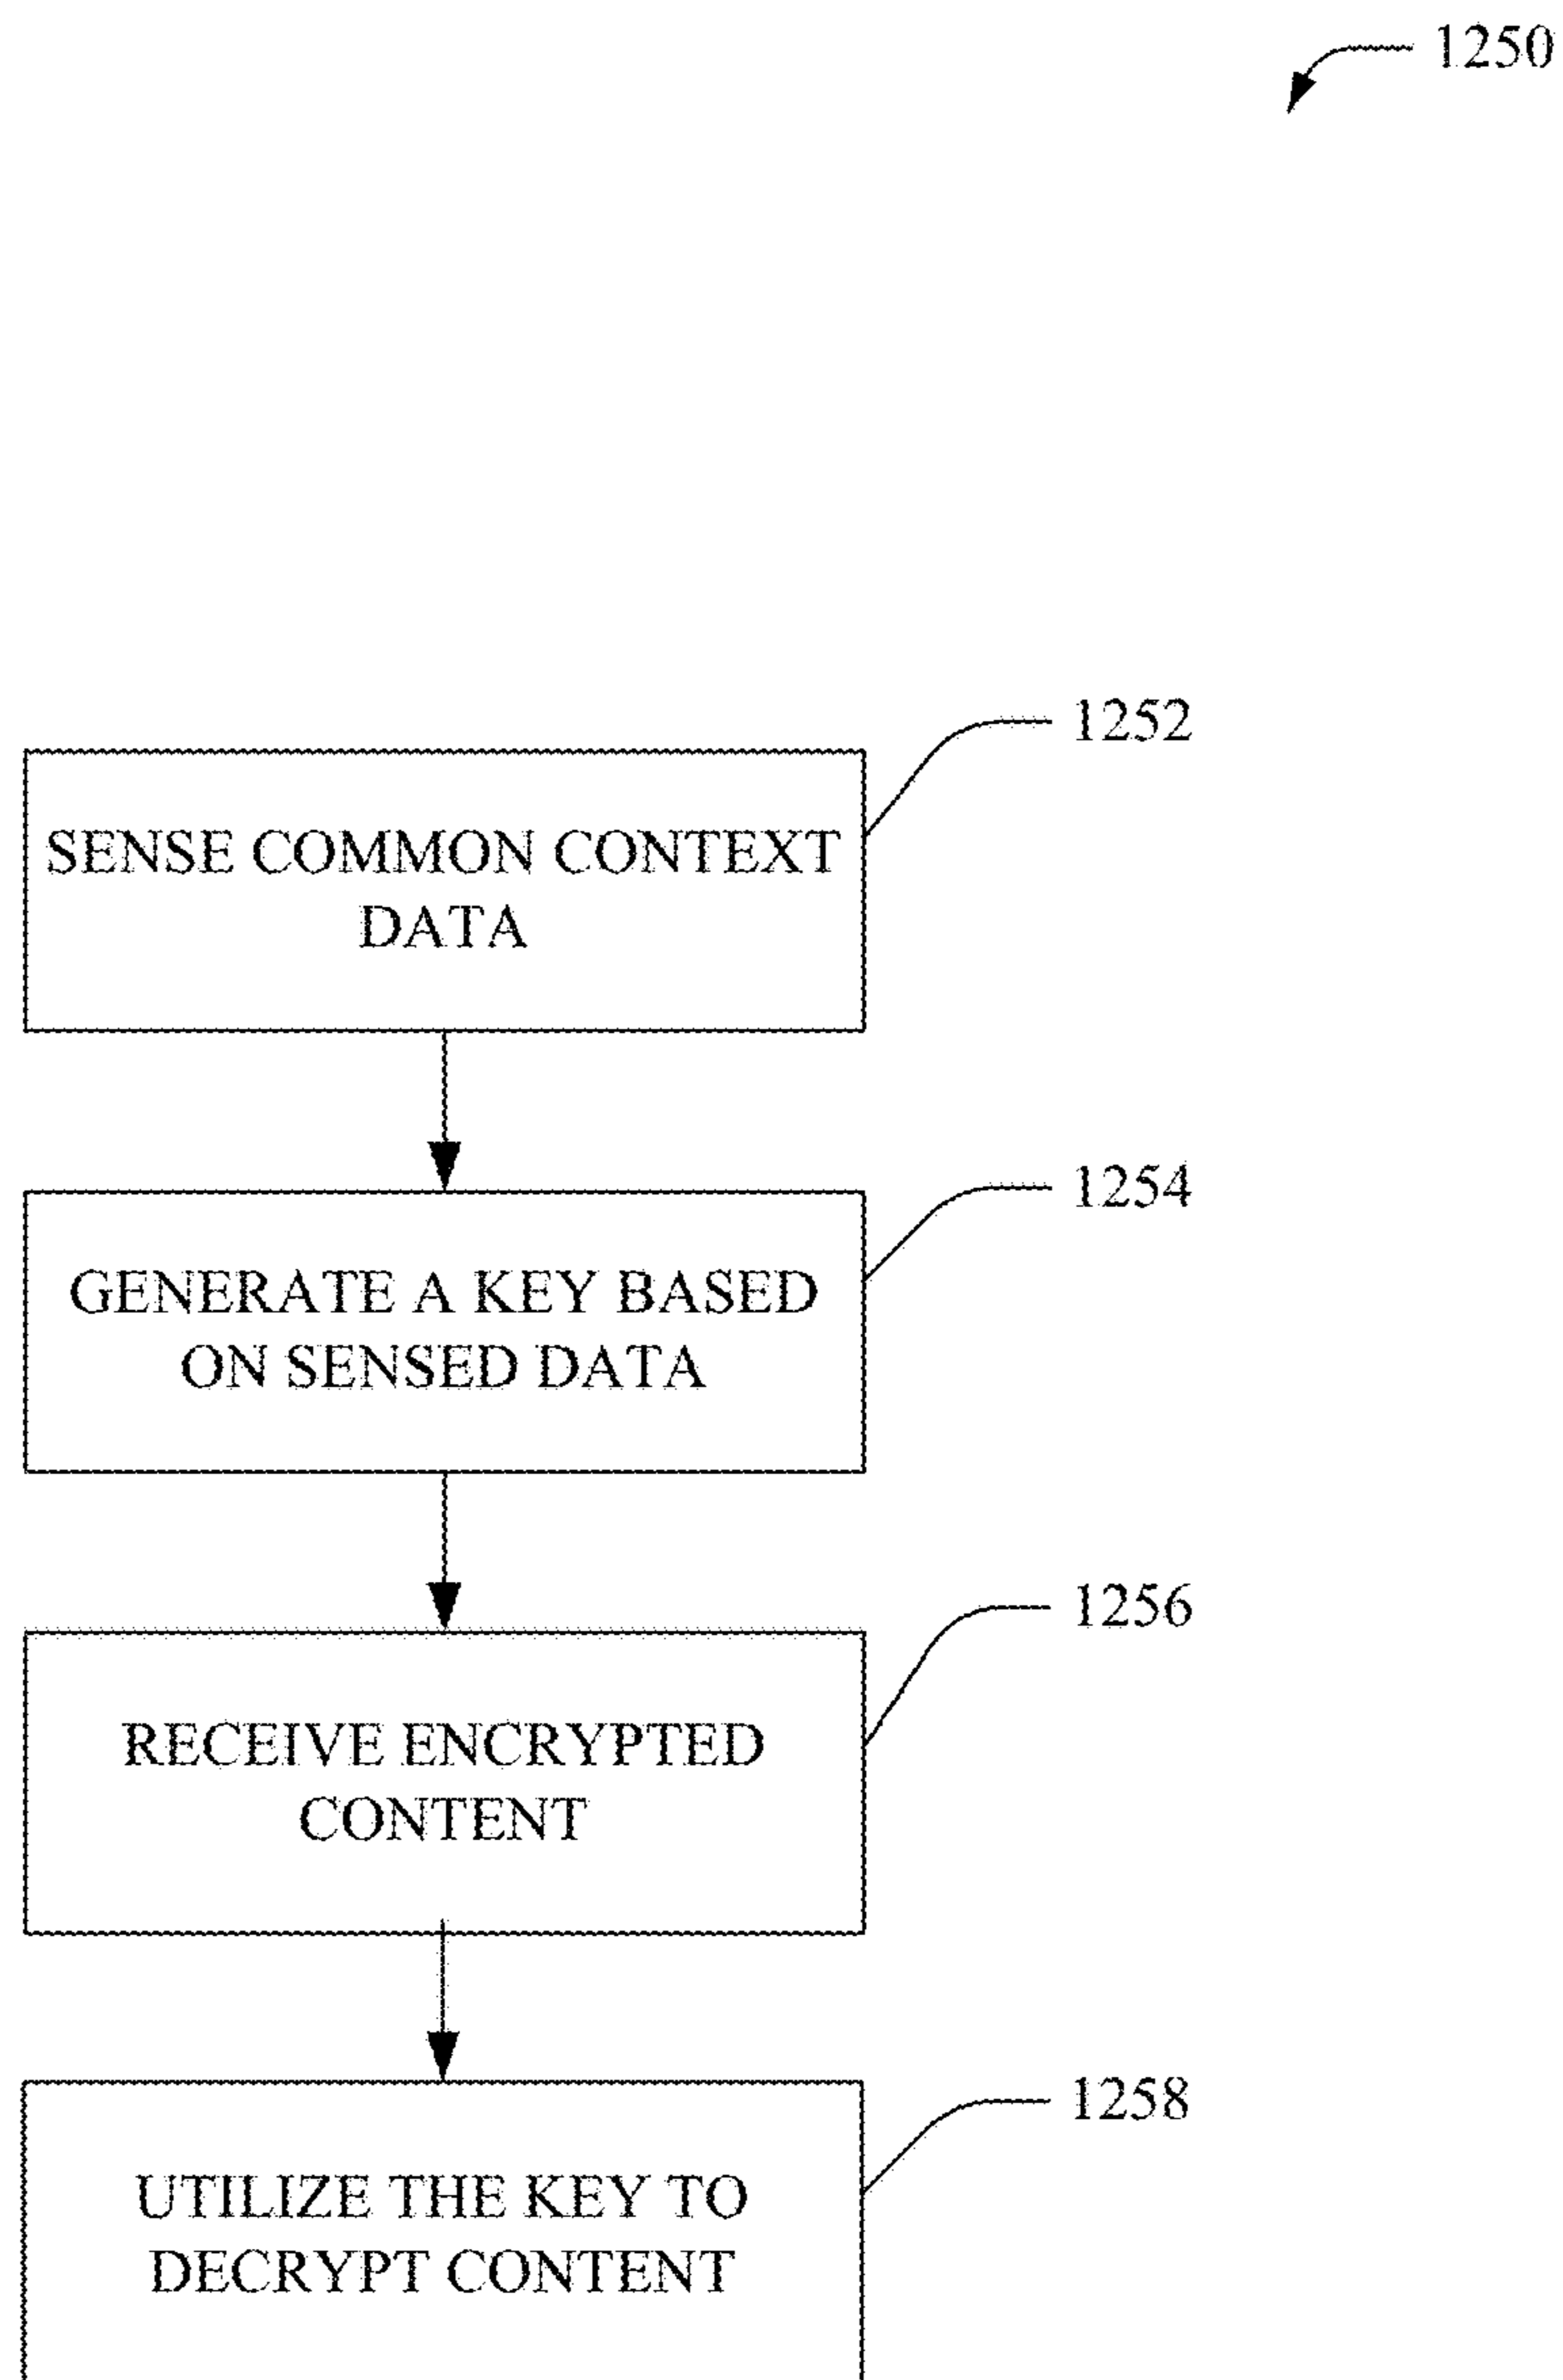 1250
1252
SENSE COMMON CONTEXT
DATA
1254
GENERATE A KEY BASED
ON SENSED DATA
1256
RECEIVE ENCRYPTED
CONTENT
1258
UTILIZE THE KEY TO
DECRYPT CONTENT